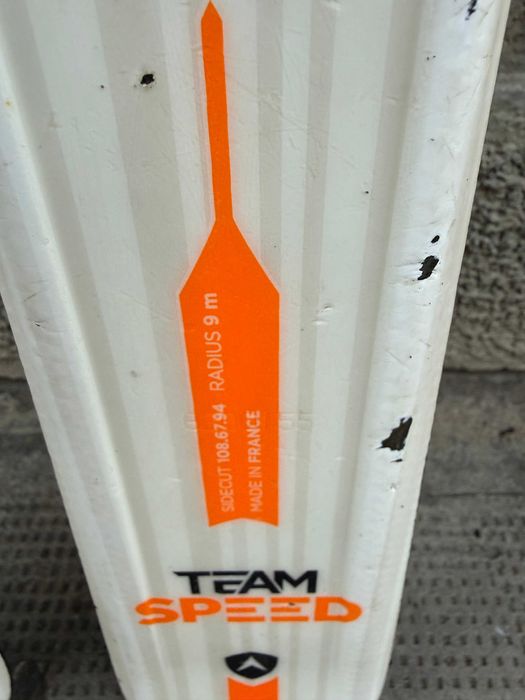 SIDECUT 108.67.94 RADIUS 9 m
MADE IN FRANCE
TEAM
SPEED